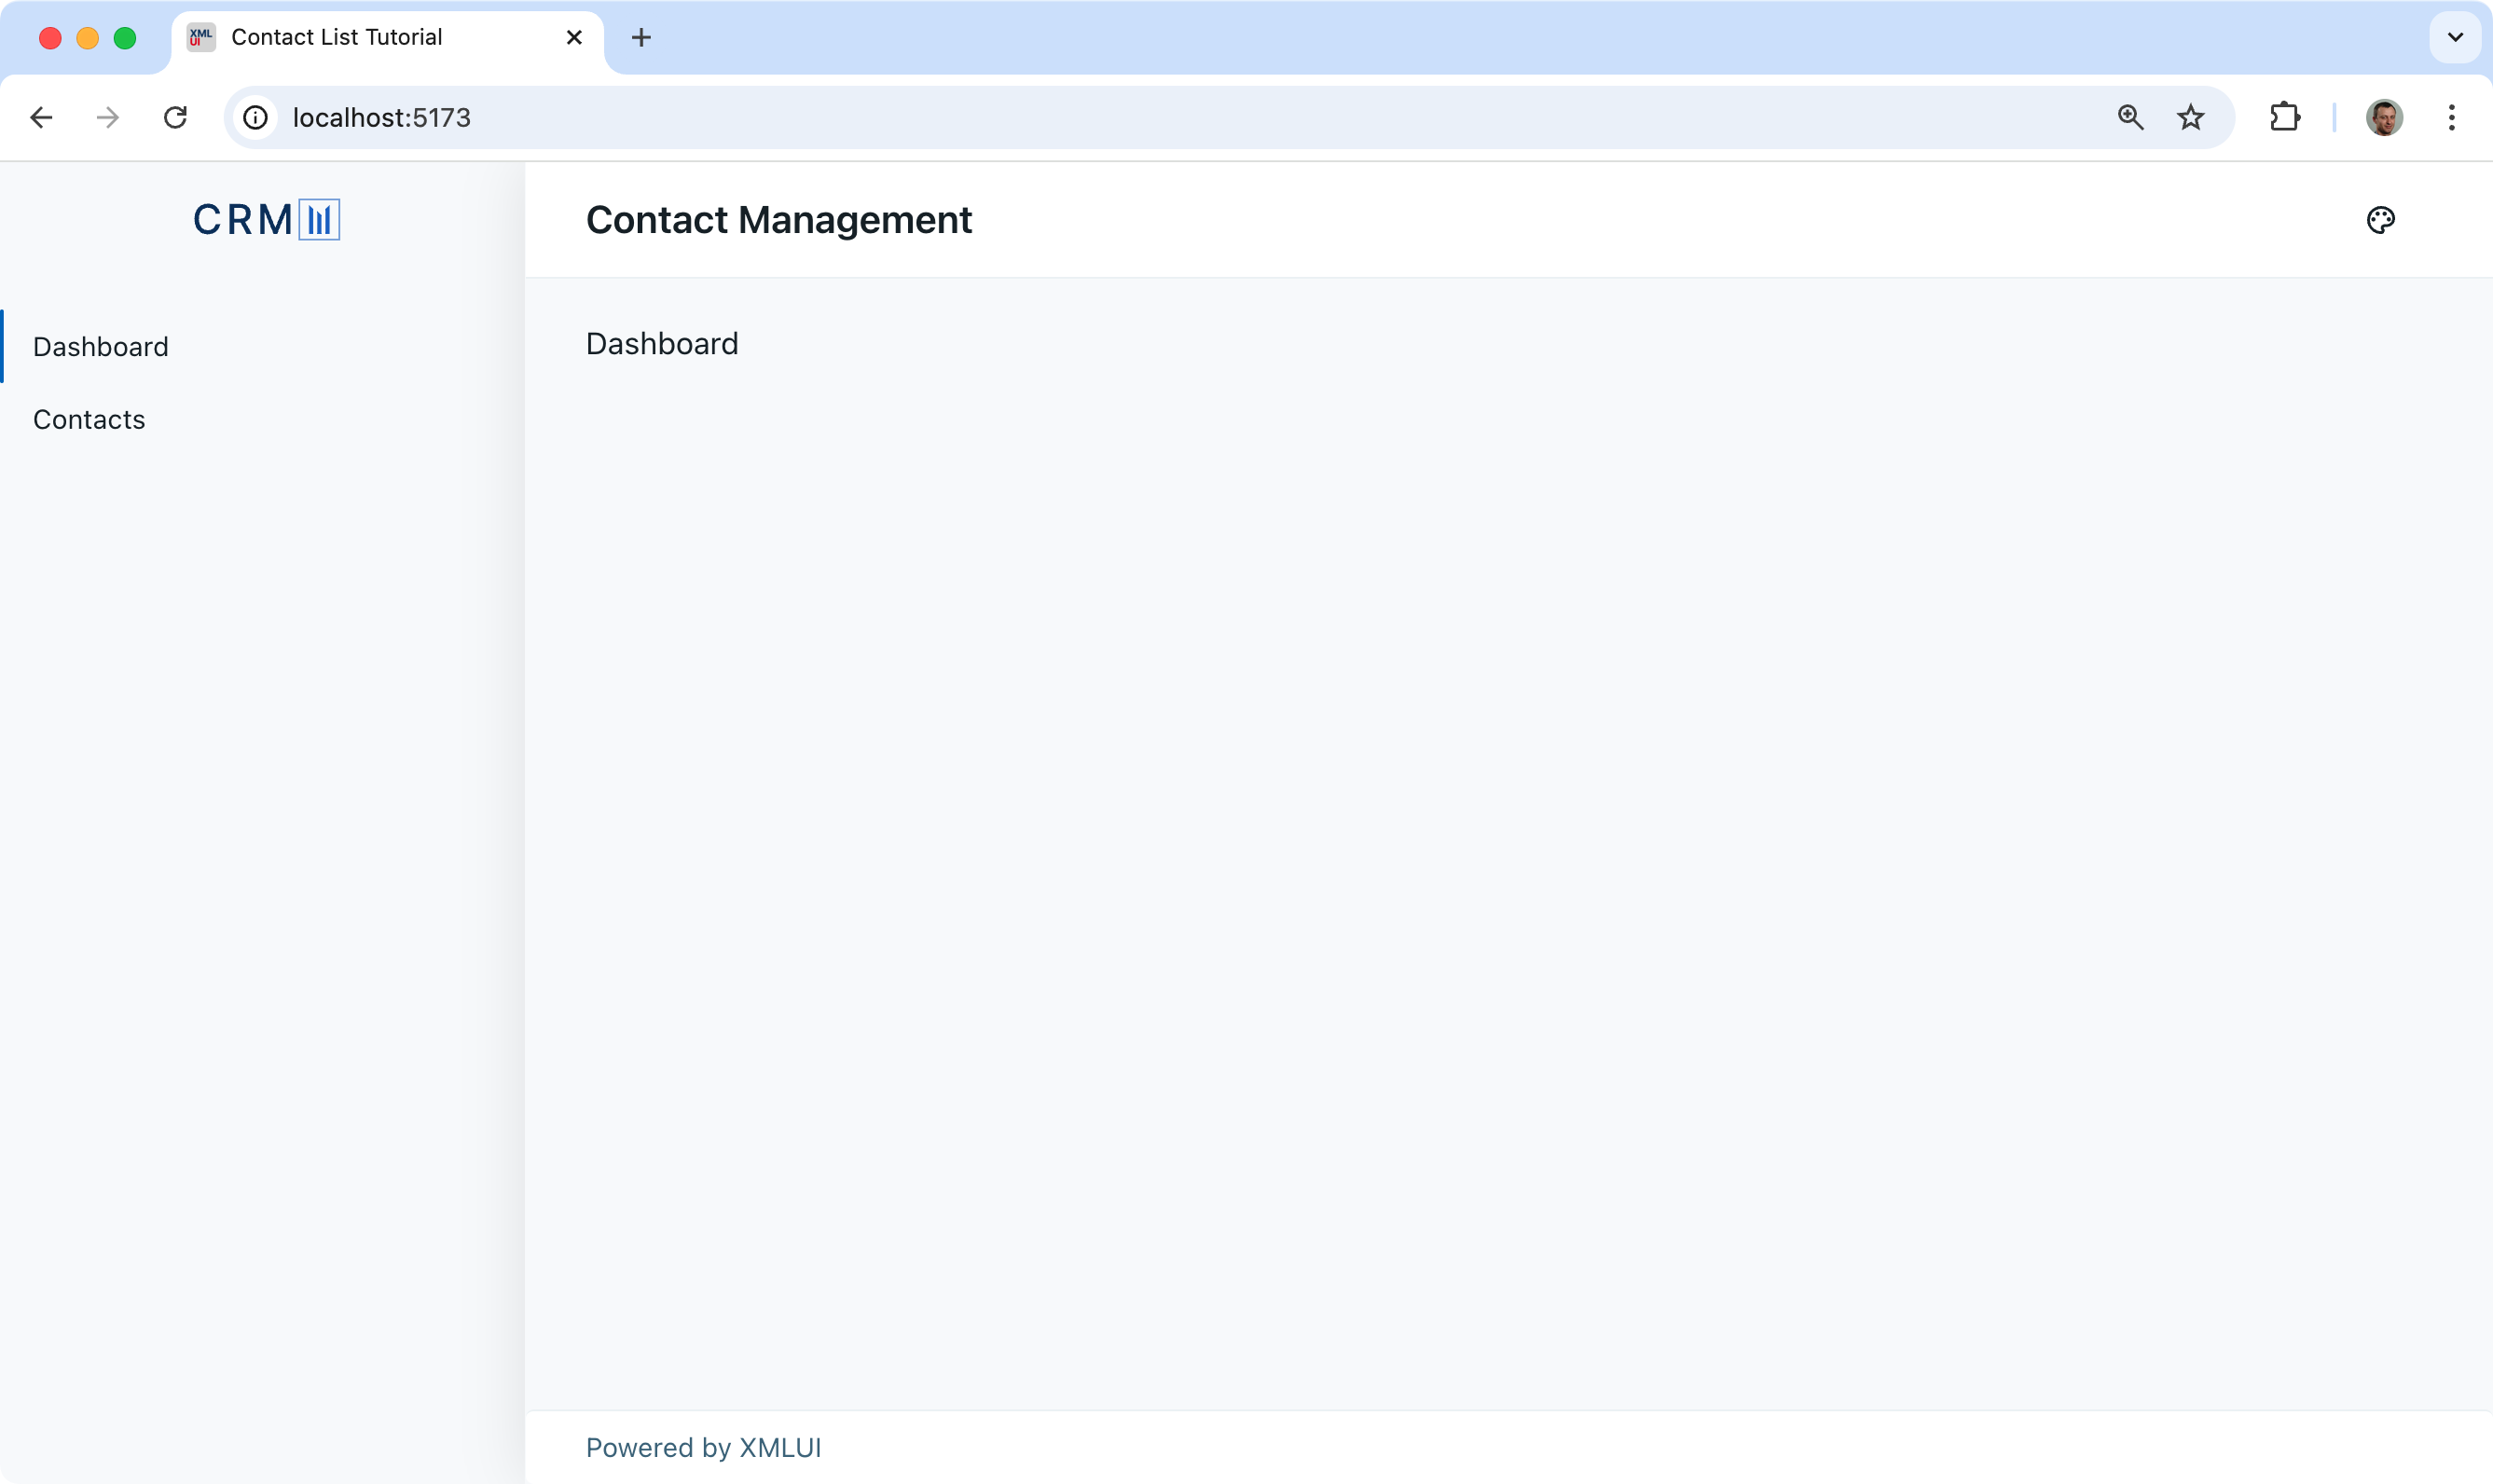 XML
UI
Contact List Tutorial
localhost:5173
CRM
Contact Management
Dashboard
Contacts
Dashboard
Powered by XMLUI